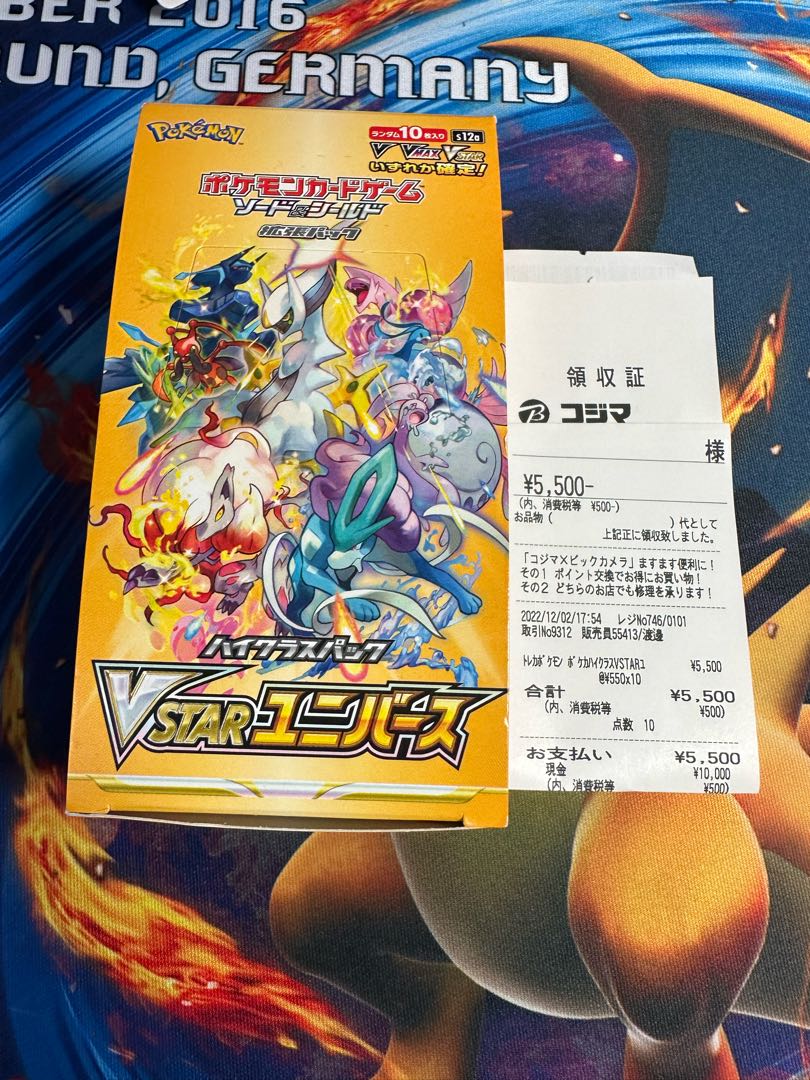 BER 2016
UND, GERMANY
Pokémon
ランダム10枚入り s12a
V VMAX VSTAR
いずれか確定!
ポケモンカードゲーム
ソード&シールド
拡張パック
ハイクラスパック
VSTARユニバース
領収証
B コジマ
様
¥5,500-
(内、消費税等 ¥500-)
お品物( )代として
上記正に領収致しました。
「コジマ×ビックカメラ」ますます便利に!
その1 ポイント交換でお得にお買い物!
その2 どちらのお店でも修理を承ります!
2022/12/02/17:54 レジNo746/0101
取引No9312 販売員55413/渡邉
トレカポケモン ポケカハイクラスVSTARユ ¥5,500
@¥550x10
合計 ¥5,500
(内、消費税等 ¥500)
点数 10
お支払い ¥5,500
現金 ¥10,000
(内、消費税等 ¥500)